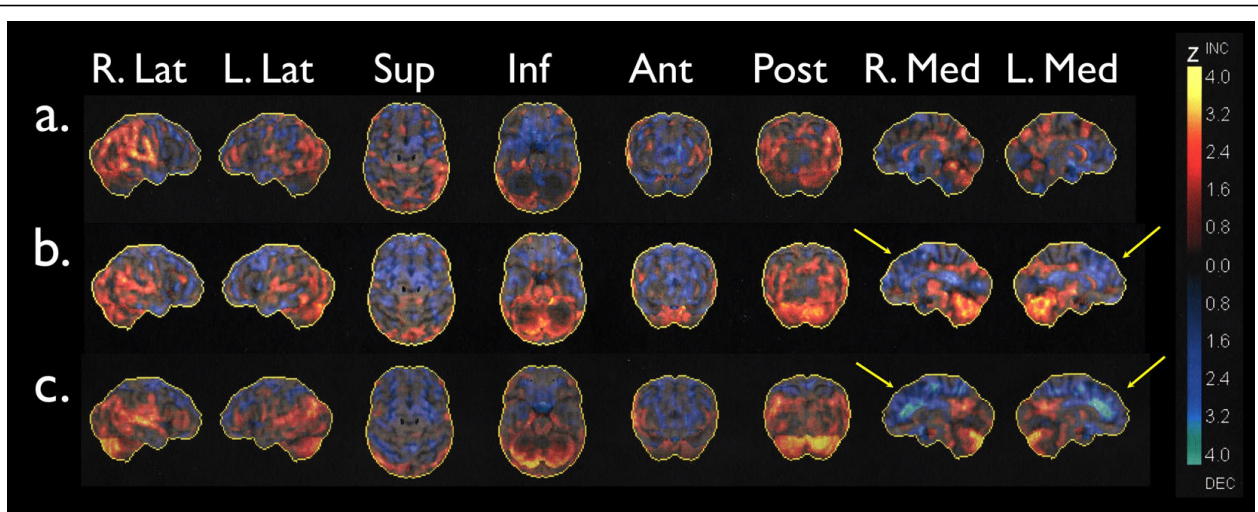 R. Lat L. Lat Sup Inf Ant Post R. Med L. Med
Z INC
4.0
3.2
2.4
1.6
0.8
0.0
0.8
1.6
2.4
3.2
4.0
DEC
a.
b.
c.